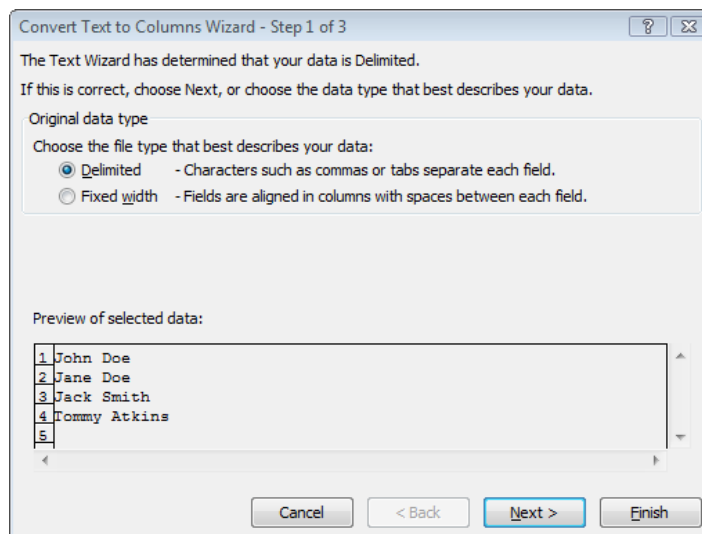 Convert Text to Columns Wizard - Step 1 of 3
The Text Wizard has determined that your data is Delimited.
If this is correct, choose Next, or choose the data type that best describes your data.
Original data type
Choose the file type that best describes your data:
Delimited - Characters such as commas or tabs separate each field.
Fixed width - Fields are aligned in columns with spaces between each field.
Preview of selected data:
1 John Doe
2 Jane Doe
3 Jack Smith
4 Tommy Atkins
5
Cancel < Back Next > Finish